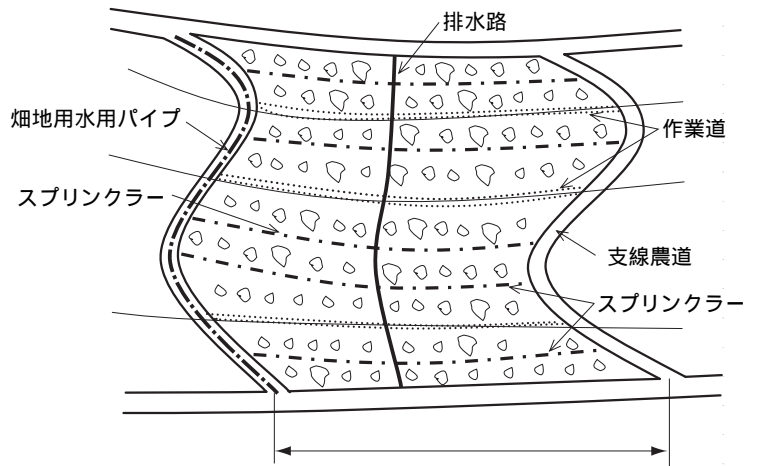 排水路
畑地用水用パイプ
作業道
スプリンクラー
支線農道
スプリンクラー